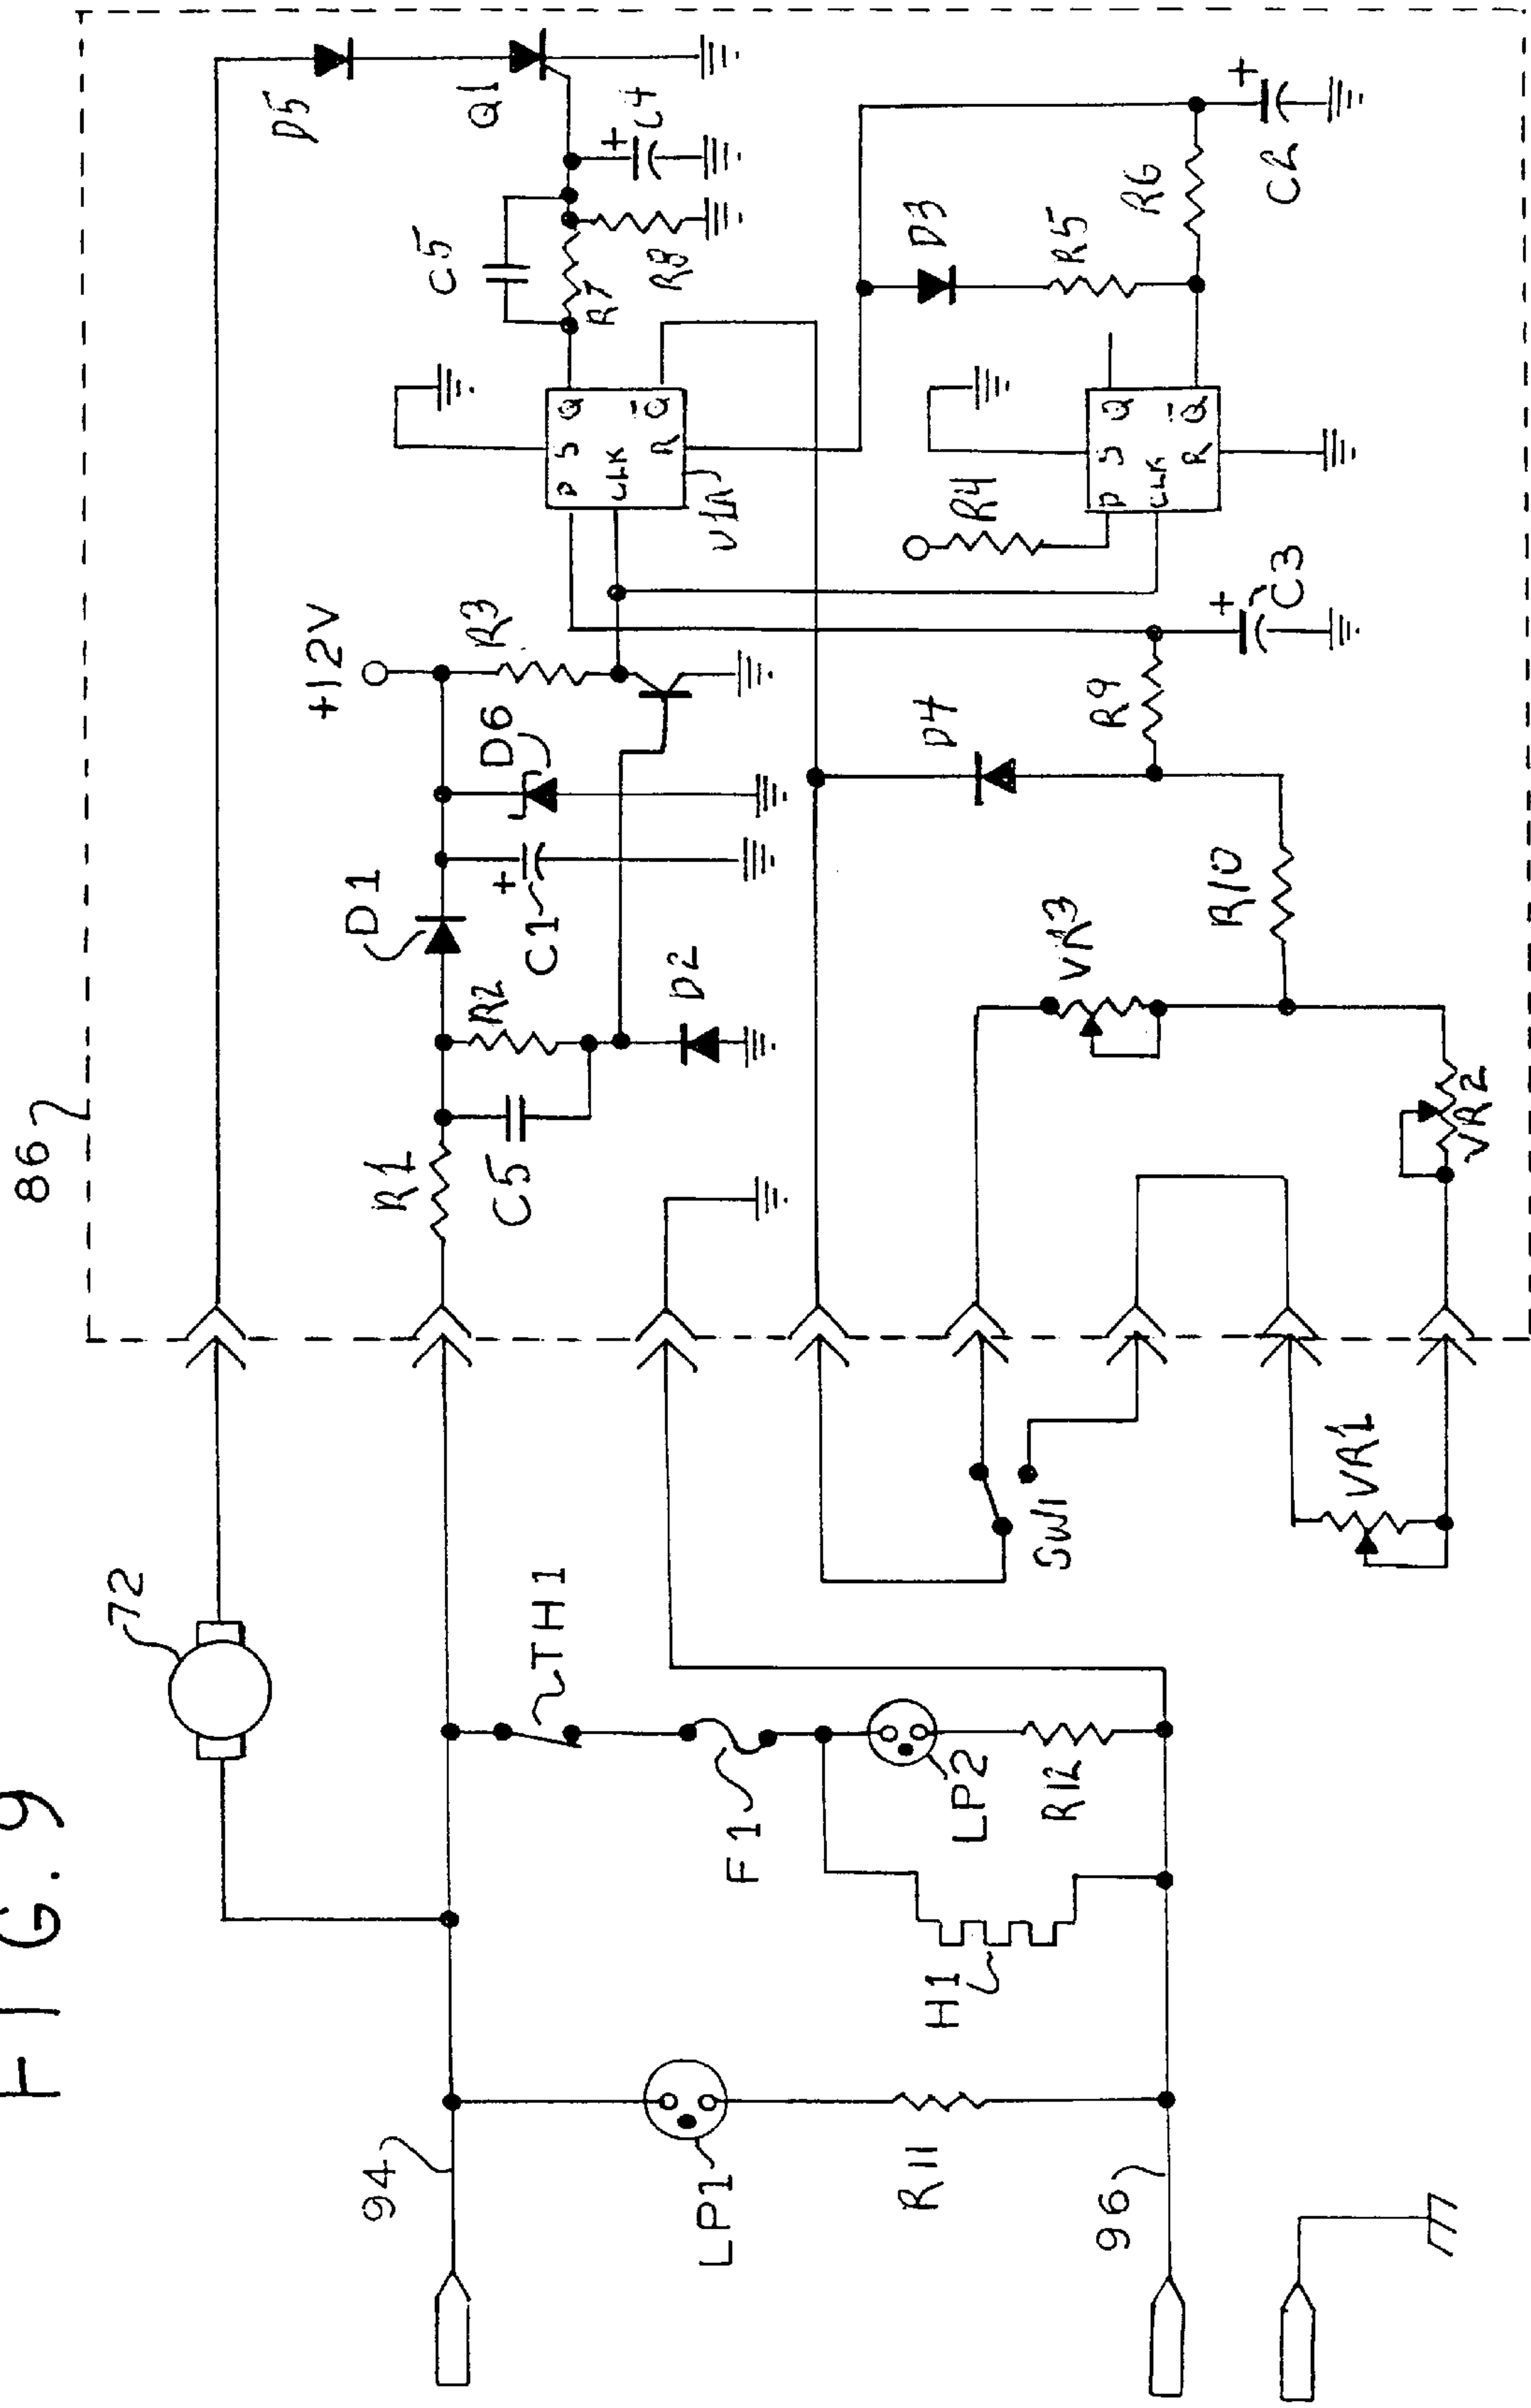 FIG.9
86
72
94
96
D5
Q1
+
C4
C5
R7
R8
S
Q
D
CLK
R
Q̅
U1A
+12V
R3
D6
D1
+
C1
R2
D2
R1
C5
D3
R5
R6
+
C2
R4
D
S
Q
CLK
R
Q̅
+
C3
R9
D4
R10
VR3
VR2
VR1
SW1
TH1
F1
LP2
R12
H1
LP1
R11